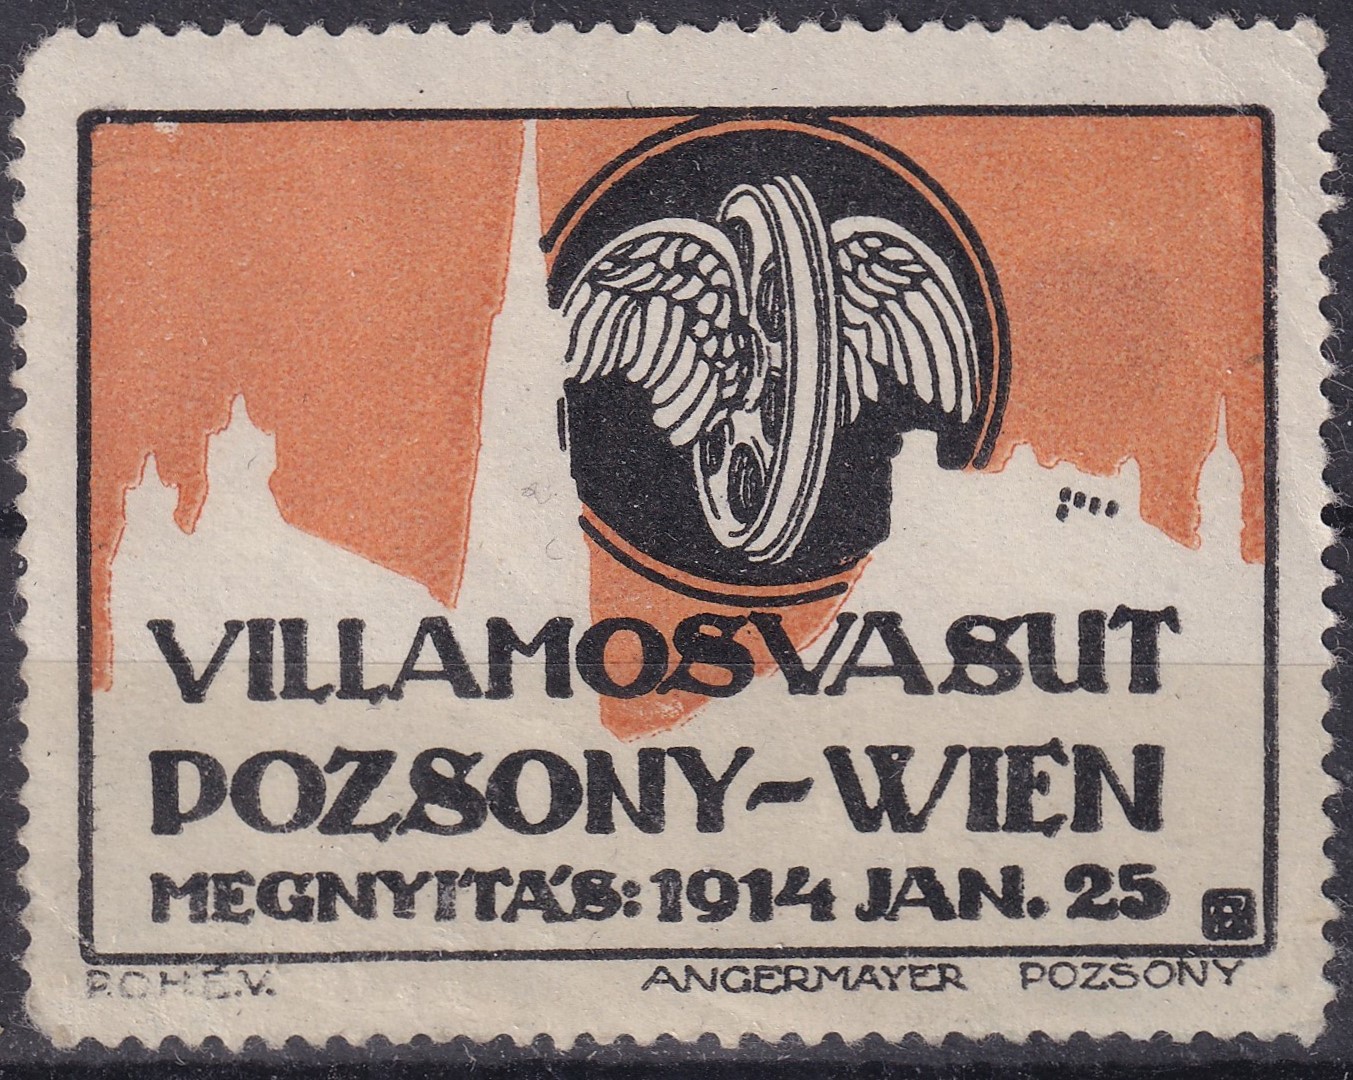 VILLAMOSVASUT
POZSONY-WIEN
MEGNYITÁS: 1914 JAN. 25
P.O.H.É.V.
ANGERMAYER POZSONY